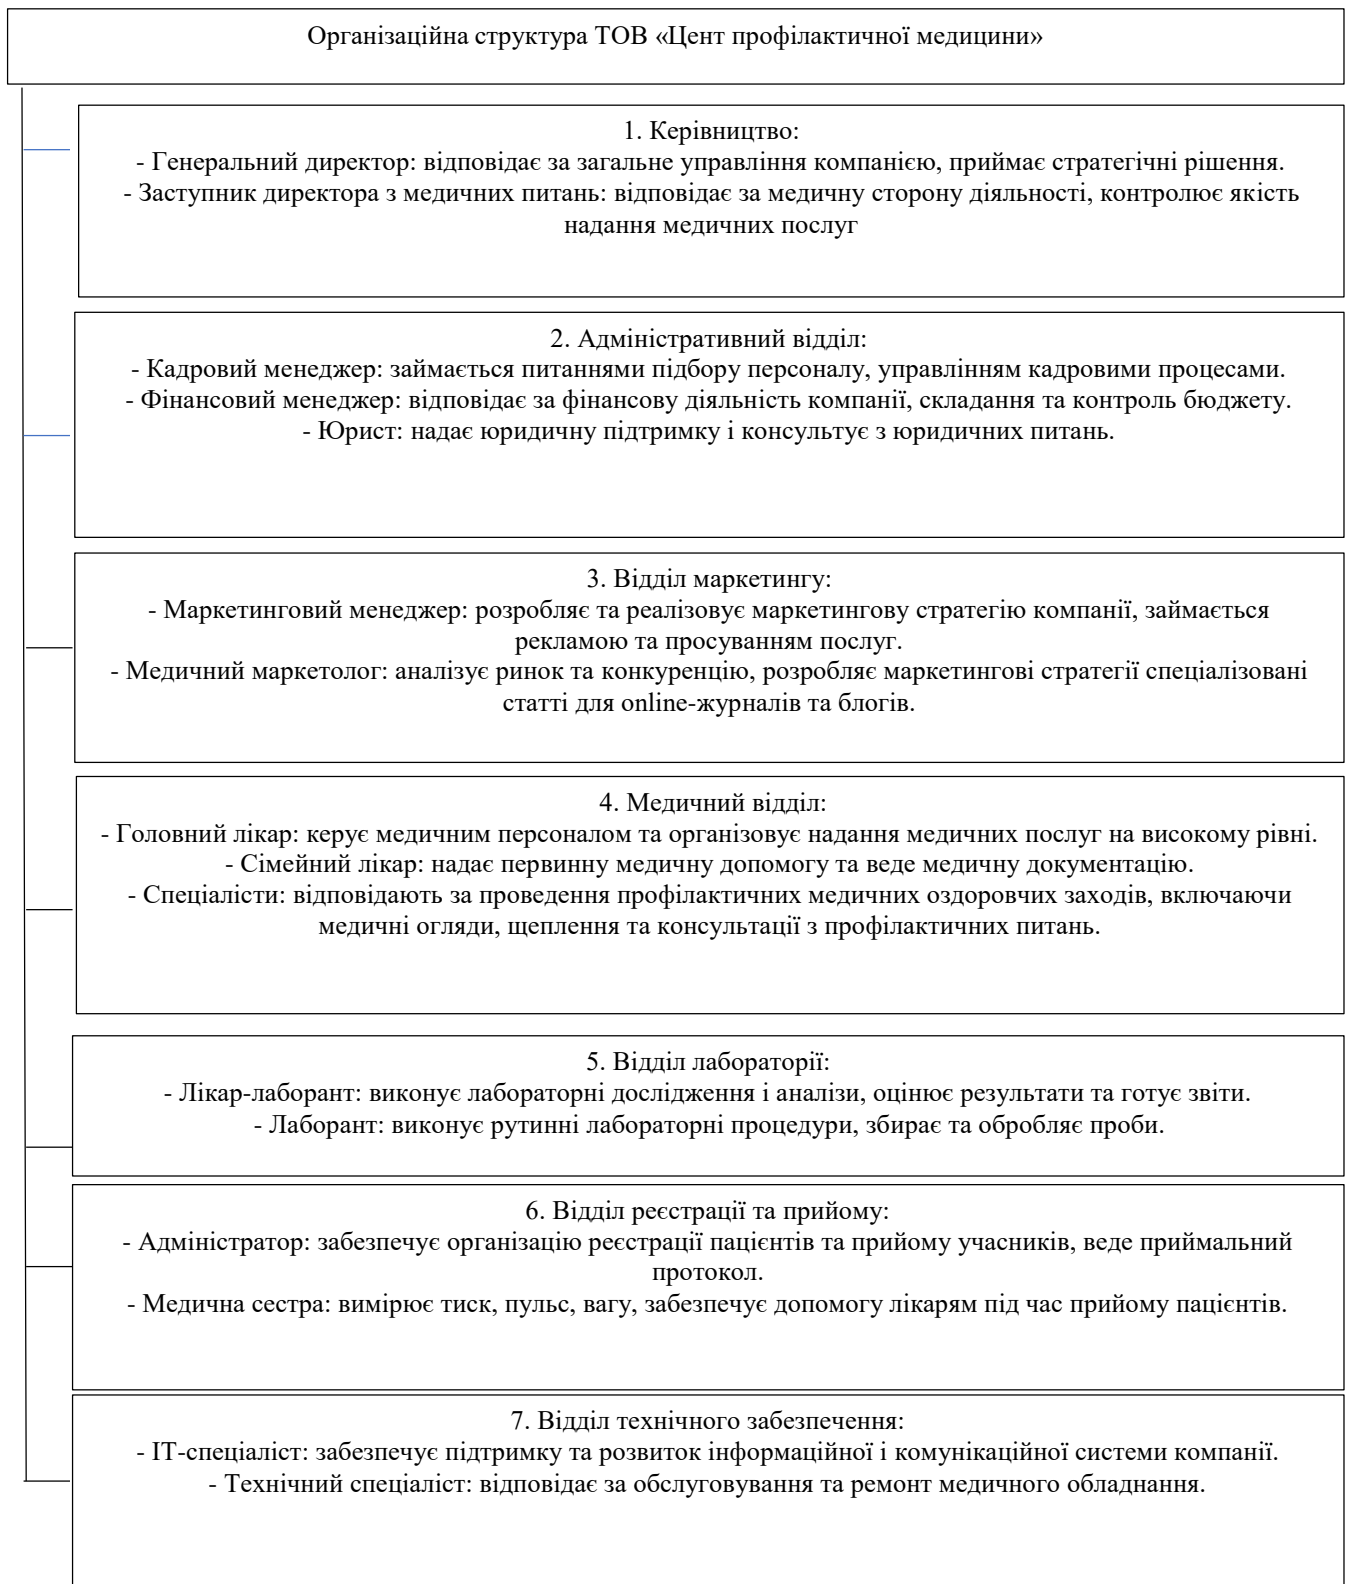 Організаційна структура ТОВ «Цент профілактичної медицини»
1. Керівництво:
- Генеральний директор: відповідає за загальне управління компанією, приймає стратегічні рішення.
- Заступник директора з медичних питань: відповідає за медичну сторону діяльності, контролює якість
надання медичних послуг
2. Адміністративний відділ:
- Кадровий менеджер: займається питаннями підбору персоналу, управлінням кадровими процесами.
- Фінансовий менеджер: відповідає за фінансову діяльність компанії, складання та контроль бюджету.
- Юрист: надає юридичну підтримку і консультує з юридичних питань.
3. Відділ маркетингу:
- Маркетинговий менеджер: розробляє та реалізовує маркетингову стратегію компанії, займається
рекламою та просуванням послуг.
- Медичний маркетолог: аналізує ринок та конкуренцію, розробляє маркетингові стратегії спеціалізовані
статті для online-журналів та блогів.
4. Медичний відділ:
- Головний лікар: керує медичним персоналом та організовує надання медичних послуг на високому рівні.
- Сімейний лікар: надає первинну медичну допомогу та веде медичну документацію.
- Спеціалісти: відповідають за проведення профілактичних медичних оздоровчих заходів, включаючи
медичні огляди, щеплення та консультації з профілактичних питань.
5. Відділ лабораторії:
- Лікар-лаборант: виконує лабораторні дослідження і аналізи, оцінює результати та готує звіти.
- Лаборант: виконує рутинні лабораторні процедури, збирає та обробляє проби.
6. Відділ реєстрації та прийому:
- Адміністратор: забезпечує організацію реєстрації пацієнтів та прийому учасників, веде приймальний
протокол.
- Медична сестра: вимірює тиск, пульс, вагу, забезпечує допомогу лікарям під час прийому пацієнтів.
7. Відділ технічного забезпечення:
- ІТ-спеціаліст: забезпечує підтримку та розвиток інформаційної і комунікаційної системи компанії.
- Технічний спеціаліст: відповідає за обслуговування та ремонт медичного обладнання.